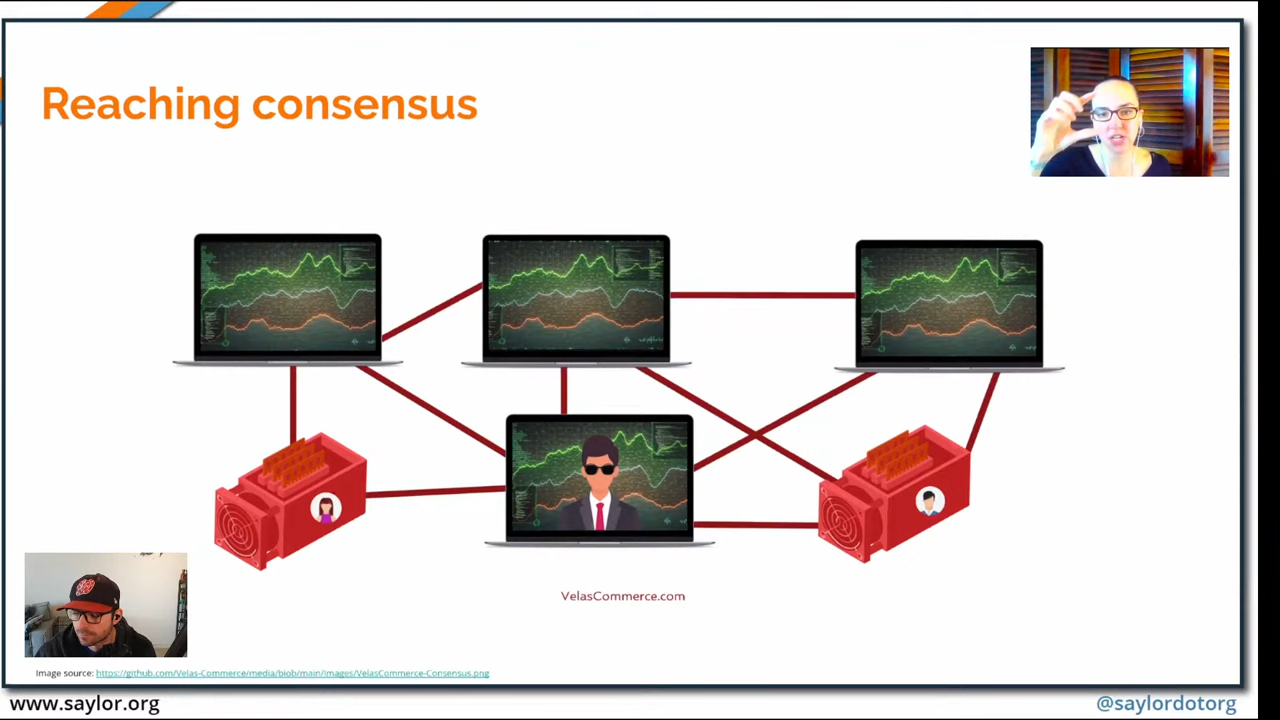 Reaching consensus
VelasCommerce.com
Image source: https://github.com/Velas-Commerce/media/blob/main/Images/VelasCommerce-Consensus.png
www.saylor.org
@saylordotorg